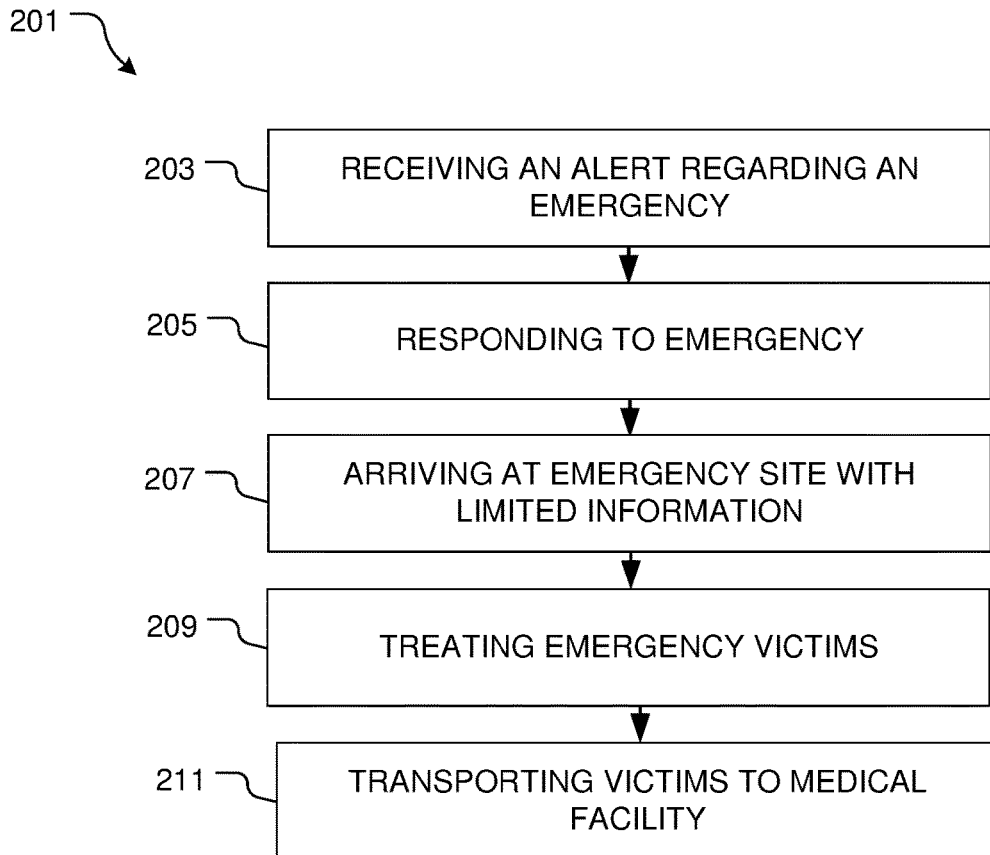 201
203
RECEIVING AN ALERT REGARDING AN
EMERGENCY
205
RESPONDING TO EMERGENCY
207
ARRIVING AT EMERGENCY SITE WITH
LIMITED INFORMATION
209
TREATING EMERGENCY VICTIMS
211
TRANSPORTING VICTIMS TO MEDICAL
FACILITY